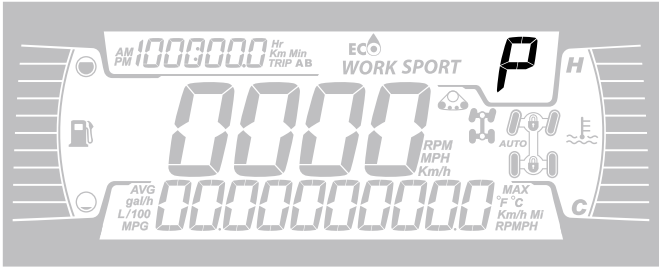 AM 100000.0 Hr
PM Km Min
TRIP AB
ECO
WORK SPORT
P
H
0000
RPM
MPH
Km/h
AUTO
AVG
gal/h
L/100
MPG
00.00000000.0
MAX
°F °C
Km/h Mi
RPMPH
C